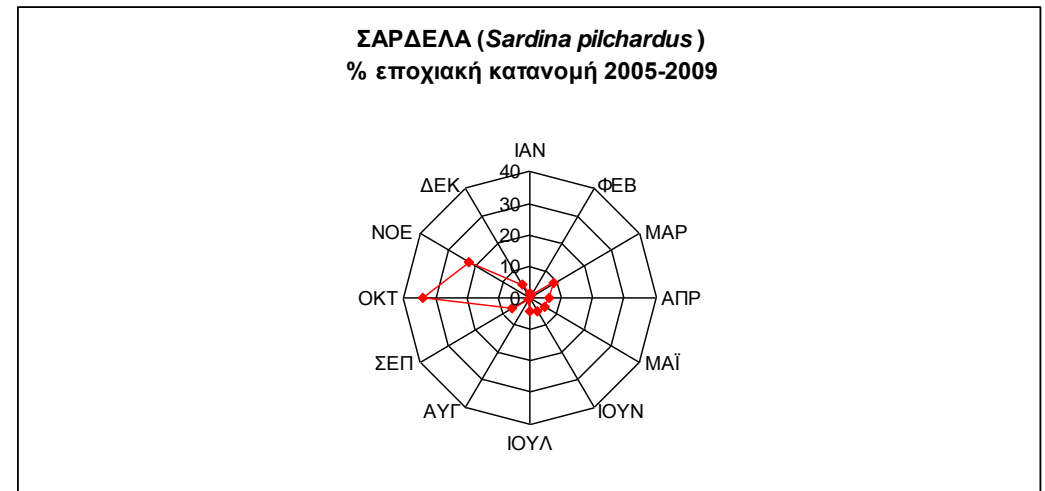 ΣΑΡΔΕΛΑ (Sardina pilchardus )
% εποχιακή κατανομή 2005-2009
ΙΑΝ
ΦΕΒ
ΜΑΡ
ΑΠΡ
ΜΑΪ
ΙΟΥΝ
ΙΟΥΛ
ΑΥΓ
ΣΕΠ
ΟΚΤ
ΝΟΕ
ΔΕΚ
40
30
20
10
0